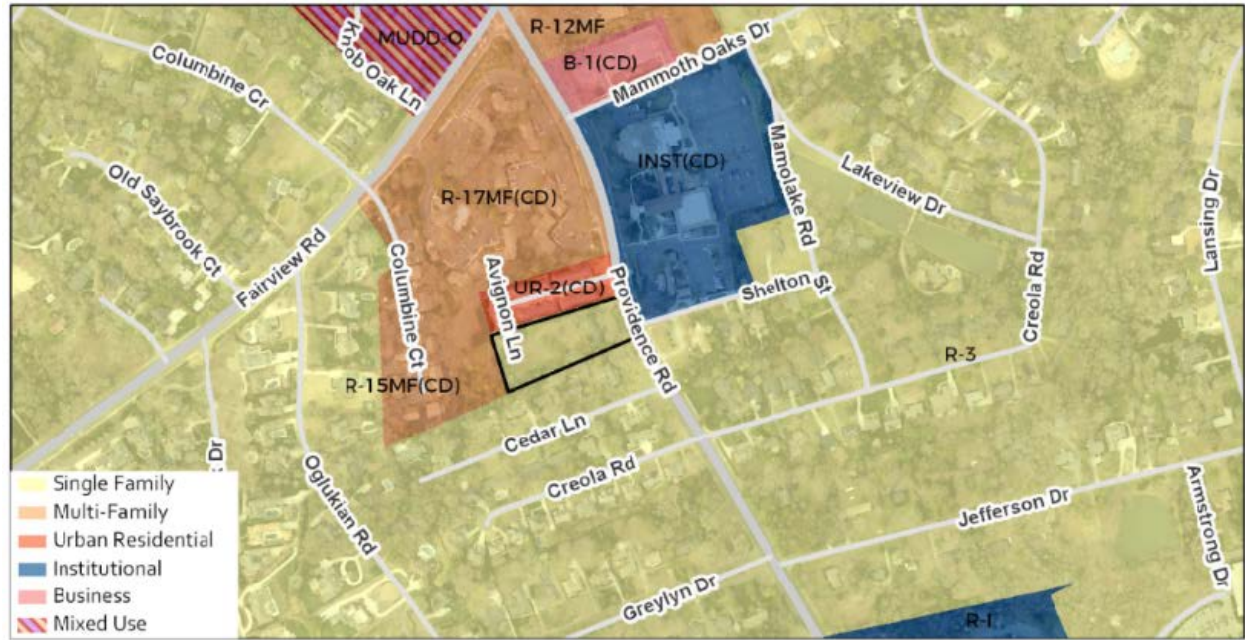 MUDD-O
R-12MF
B-1(CD)
Mammoth Oaks Dr
Knob Oak Ln
Columbine Cr
Old Saybrook Ct
Fairview Rd
R-17MF(CD)
INST(CD)
Mamolake Rd
Lakeview Dr
Lansing Dr
Creola Rd
Columbine Ct
Avignon Ln
UR-2(CD)
Providence Rd
Shelton St
R-3
R-15MF(CD)
Cedar Ln
Creola Rd
Oglukian Rd
s Dr
Jefferson Dr
Armstrong Dr
Greylyn Dr
R-I
Single Family
Multi-Family
Urban Residential
Institutional
Business
Mixed Use